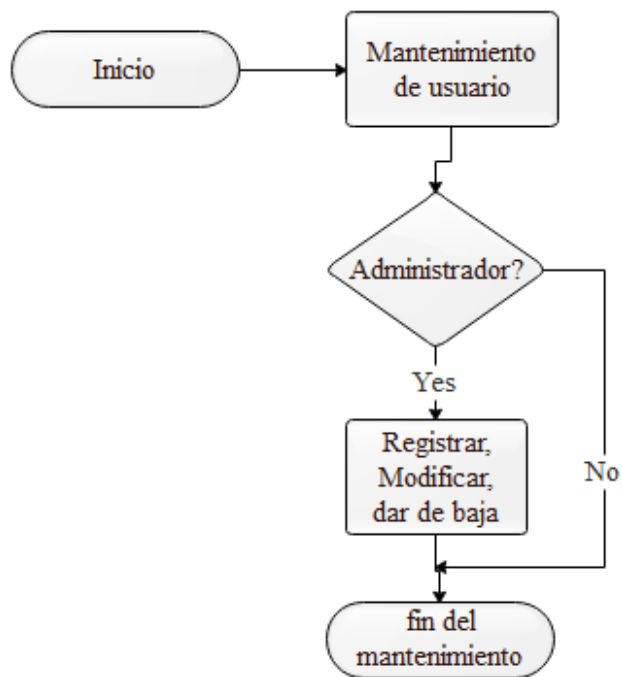 Inicio
Mantenimiento
de usuario
Administrador?
Yes
Registrar,
Modificar,
dar de baja
No
fin del
mantenimiento